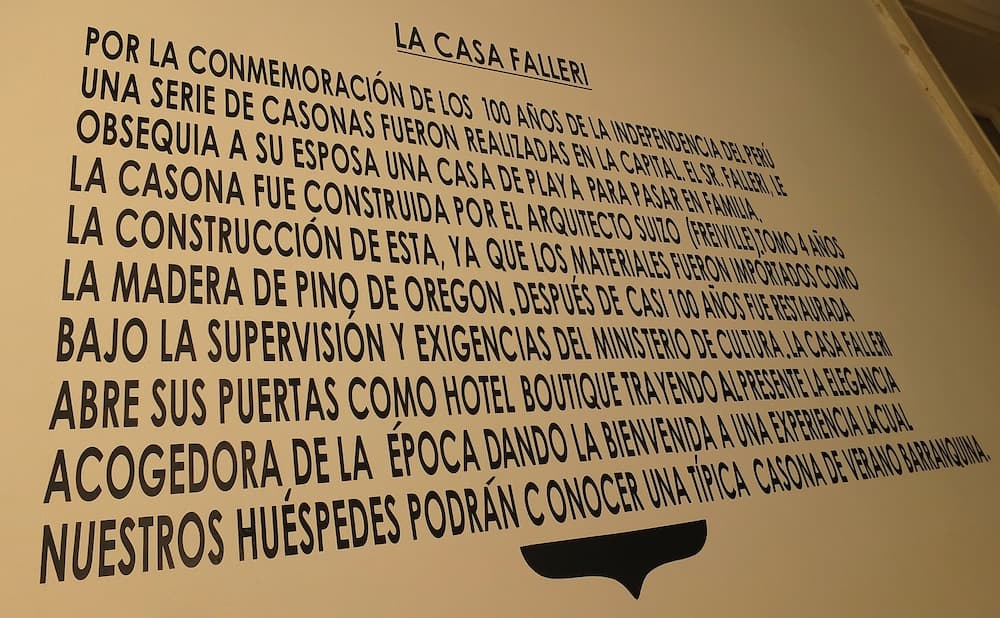 LA CASA FALLERI
POR LA CONMEMORACIÓN DE LOS 100 AÑOS DE LA INDEPENDENCIA DEL PERÚ
UNA SERIE DE CASONAS FUERON REALIZADAS EN LA CAPITAL. EL SR. FALLERI LE
OBSEQUIA A SU ESPOSA UNA CASA DE PLAYA PARA PASAR EN FAMILIA.
LA CASONA FUE CONSTRUIDA POR EL ARQUITECTO SUIZO (FREIVILLE),TOMO 4 AÑOS
LA CONSTRUCCIÓN DE ESTA, YA QUE LOS MATERIALES FUERON IMPORTADOS COMO
LA MADERA DE PINO DE OREGON .DESPUÉS DE CASI 100 AÑOS FUE RESTAURADA
BAJO LA SUPERVISIÓN Y EXIGENCIAS DEL MINISTERIO DE CULTURA .LA CASA FALLERI
ABRE SUS PUERTAS COMO HOTEL BOUTIQUE TRAYENDO AL PRESENTE LA ELEGANCIA
ACOGEDORA DE LA ÉPOCA DANDO LA BIENVENIDA A UNA EXPERIENCIA LACUAL
NUESTROS HUÉSPEDES PODRÁN CONOCER UNA TÍPICA CASONA DE VERANO BARRANQUINA.